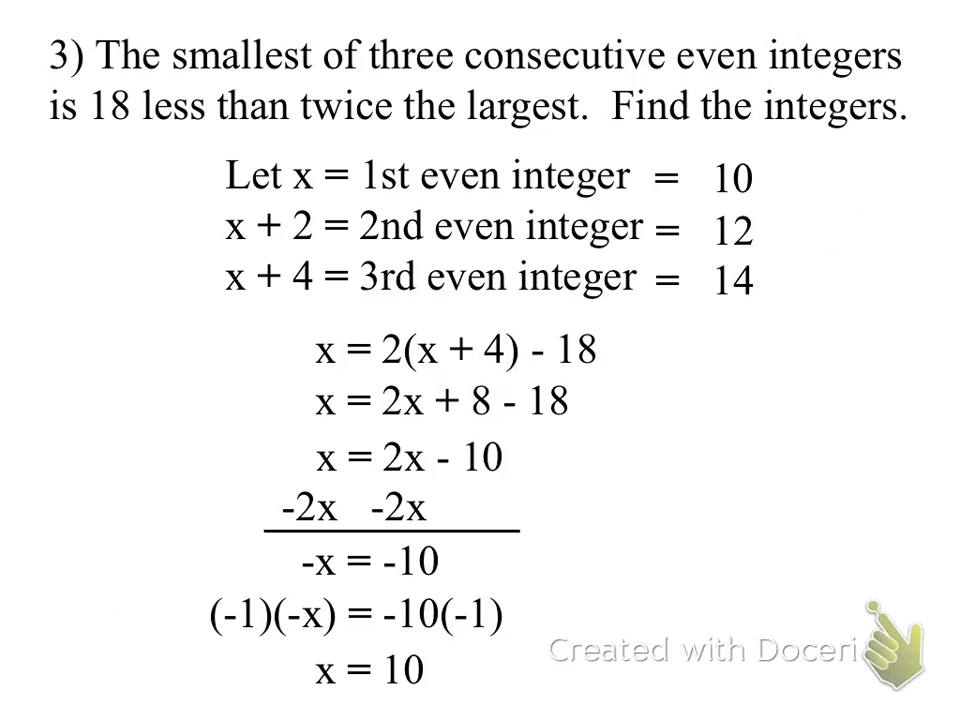 3) The smallest of three consecutive even integers
is 18 less than twice the largest.  Find the integers.
Let x = 1st even integer = 10
x + 2 = 2nd even integer = 12
x + 4 = 3rd even integer = 14
x = 2(x + 4) - 18
x = 2x + 8 - 18
x = 2x - 10
-2x -2x
-x = -10
(-1)(-x) = -10(-1)
x = 10
Created with Doceri